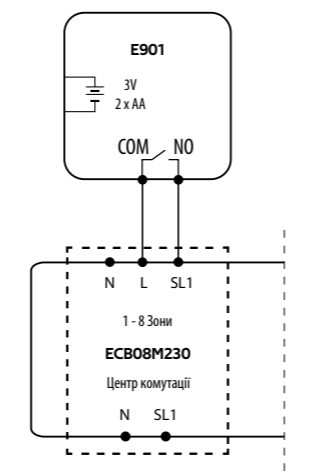 E901
3V
2 x AA
COM NO
N L SL1
1 - 8 Зони
ECB08M230
Центр комутації
N SL1